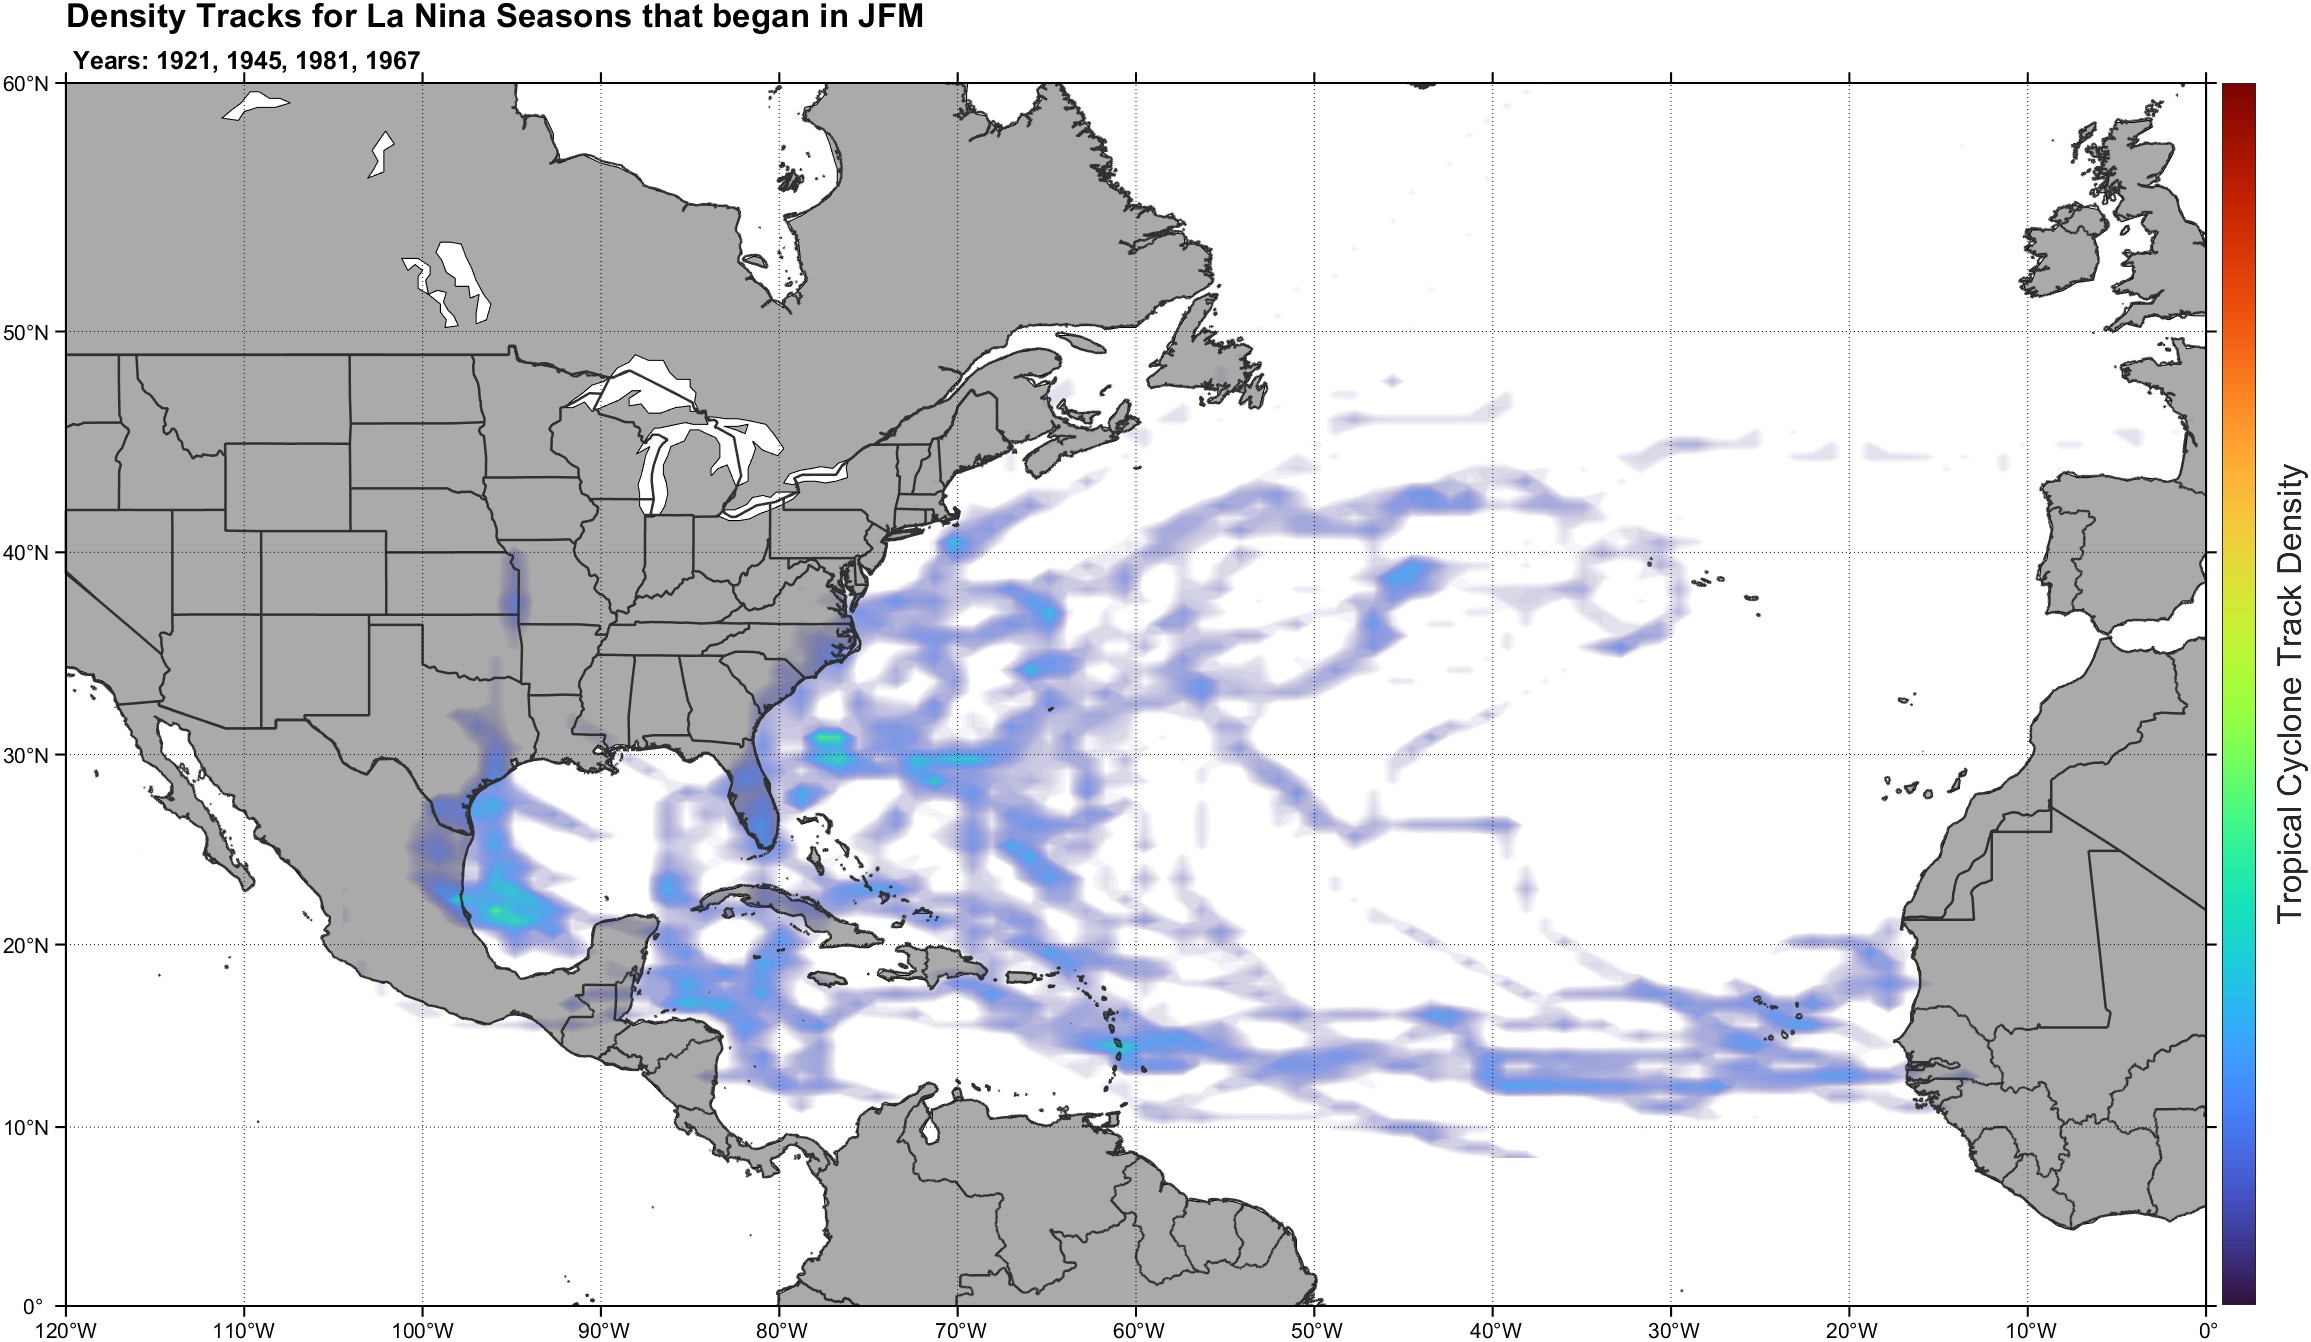 Density Tracks for La Nina Seasons that began in JFM
Years: 1921, 1945, 1981, 1967
60°N
50°N
40°N
30°N
20°N
10°N
0°
120°W 110°W 100°W 90°W 80°W 70°W 60°W 50°W 40°W 30°W 20°W 10°W 0°
Tropical Cyclone Track Density